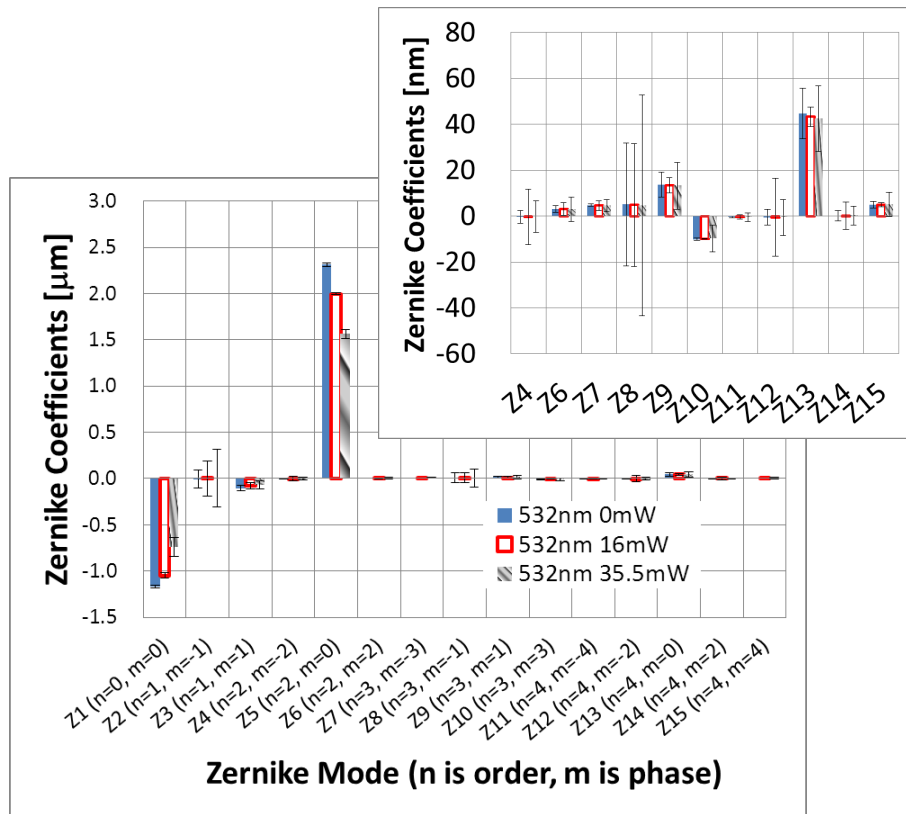 80
60
40
20
0
-20
-40
-60
Zernike Coefficients [nm]
Z4
Z6
Z7
Z8
Z9
Z10
Z11
Z12
Z13
Z14
Z15
3.0
2.5
2.0
1.5
1.0
0.5
0.0
-0.5
-1.0
-1.5
Zernike Coefficients [μm]
532nm 0mW
532nm 16mW
532nm 35.5mW
Z1 (n=0, m=0)
Z2 (n=1, m=-1)
Z3 (n=1, m=1)
Z4 (n=2, m=-2)
Z5 (n=2, m=0)
Z6 (n=2, m=2)
Z7 (n=3, m=-3)
Z8 (n=3, m=-1)
Z9 (n=3, m=1)
Z10 (n=3, m=3)
Z11 (n=4, m=-4)
Z12 (n=4, m=-2)
Z13 (n=4, m=0)
Z14 (n=4, m=2)
Z15 (n=4, m=4)
Zernike Mode (n is order, m is phase)